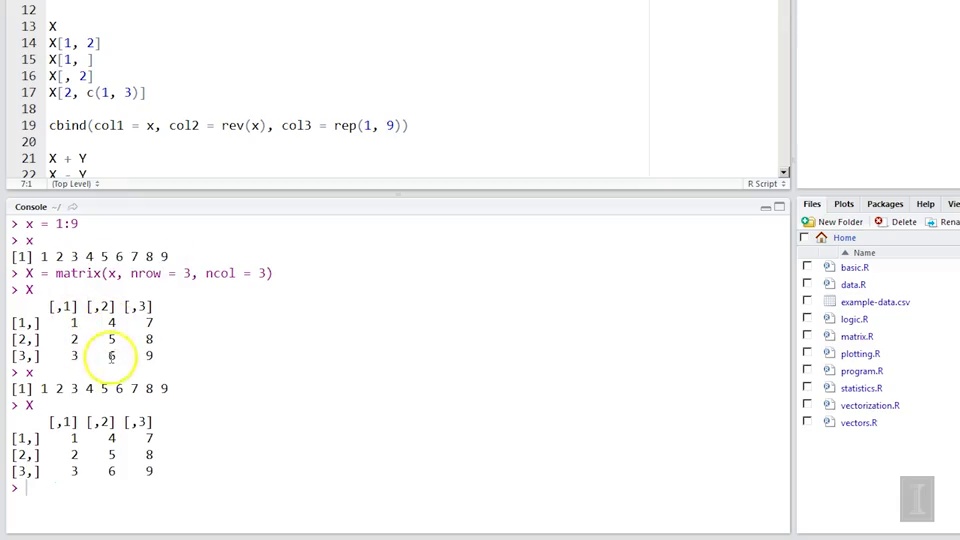 12
13 X
14 X[1, 2]
15 X[1, ]
16 X[, 2]
17 X[2, c(1, 3)]
18
19 cbind(col1 = x, col2 = rev(x), col3 = rep(1, 9))
20
21 X + Y
22 X - Y
7:1 (Top Level) R Script
Console ~/
> x = 1:9
> x
[1] 1 2 3 4 5 6 7 8 9
> X = matrix(x, nrow = 3, ncol = 3)
> X
[,1] [,2] [,3]
[1,] 1 4 7
[2,] 2 5 8
[3,] 3 6 9
> x
[1] 1 2 3 4 5 6 7 8 9
> X
[,1] [,2] [,3]
[1,] 1 4 7
[2,] 2 5 8
[3,] 3 6 9
>
Files Plots Packages Help Vie
New Folder Delete Rena
Home
Name
basic.R
data.R
example-data.csv
logic.R
matrix.R
plotting.R
program.R
statistics.R
vectorization.R
vectors.R
I